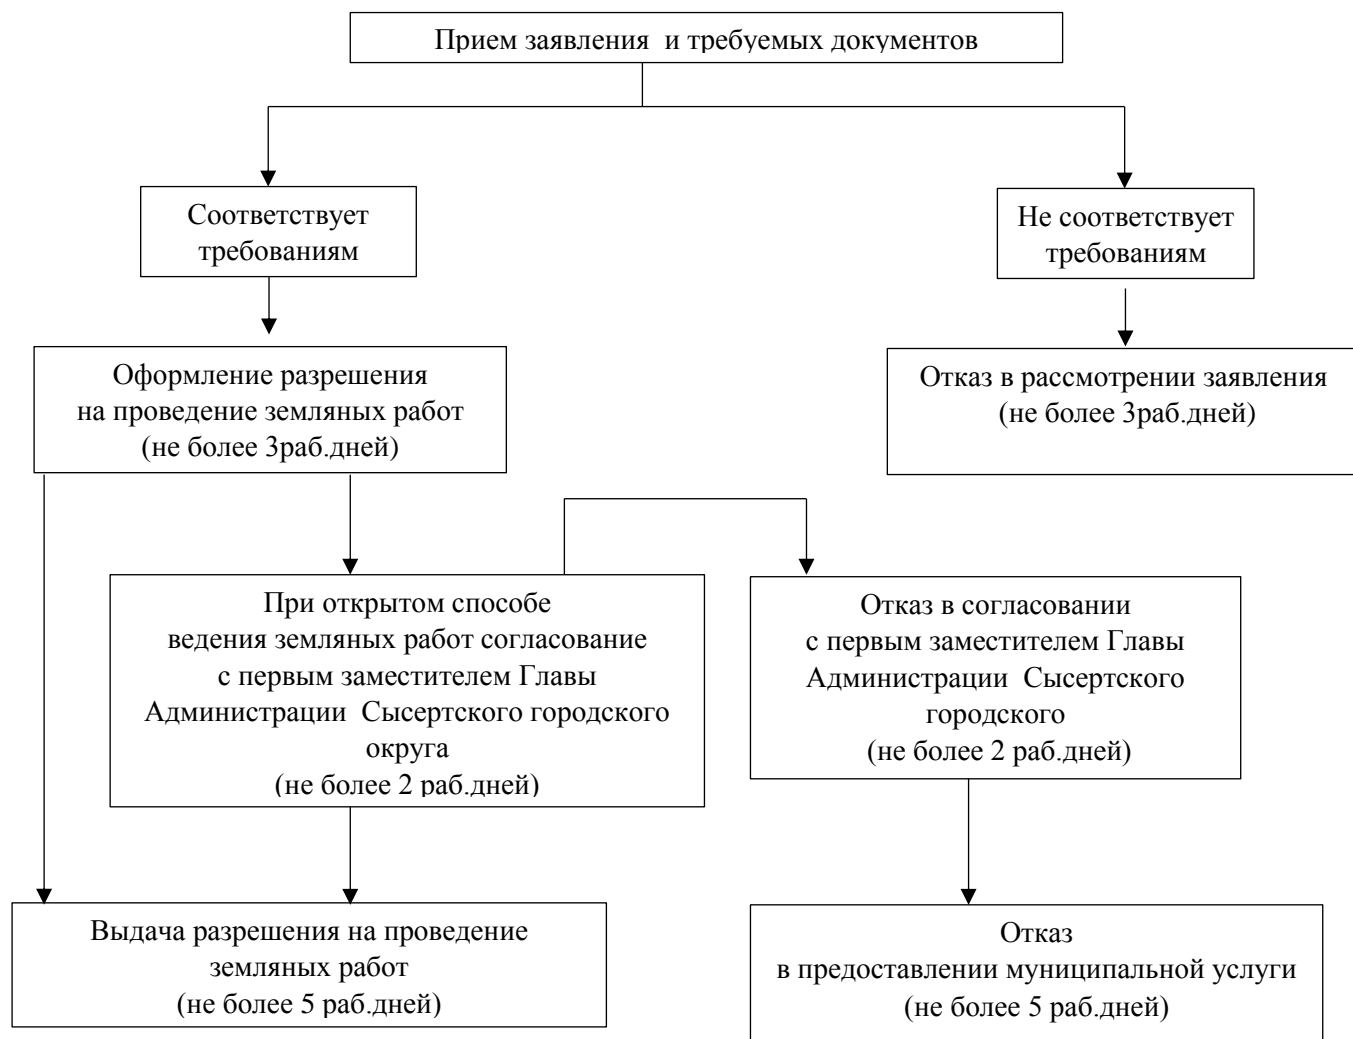 Прием заявления  и требуемых документов
Соответствует
требованиям
Не соответствует
требованиям
Оформление разрешения
на проведение земляных работ
(не более 3раб.дней)
Отказ в рассмотрении заявления
(не более 3раб.дней)
При открытом способе
ведения земляных работ согласование
с первым заместителем Главы
Администрации  Сысертского городского
округа
(не более 2 раб.дней)
Отказ в согласовании
с первым заместителем Главы
Администрации  Сысертского
городского
(не более 2 раб.дней)
Выдача разрешения на проведение
земляных работ
(не более 5 раб.дней)
Отказ
в предоставлении муниципальной услуги
(не более 5 раб.дней)